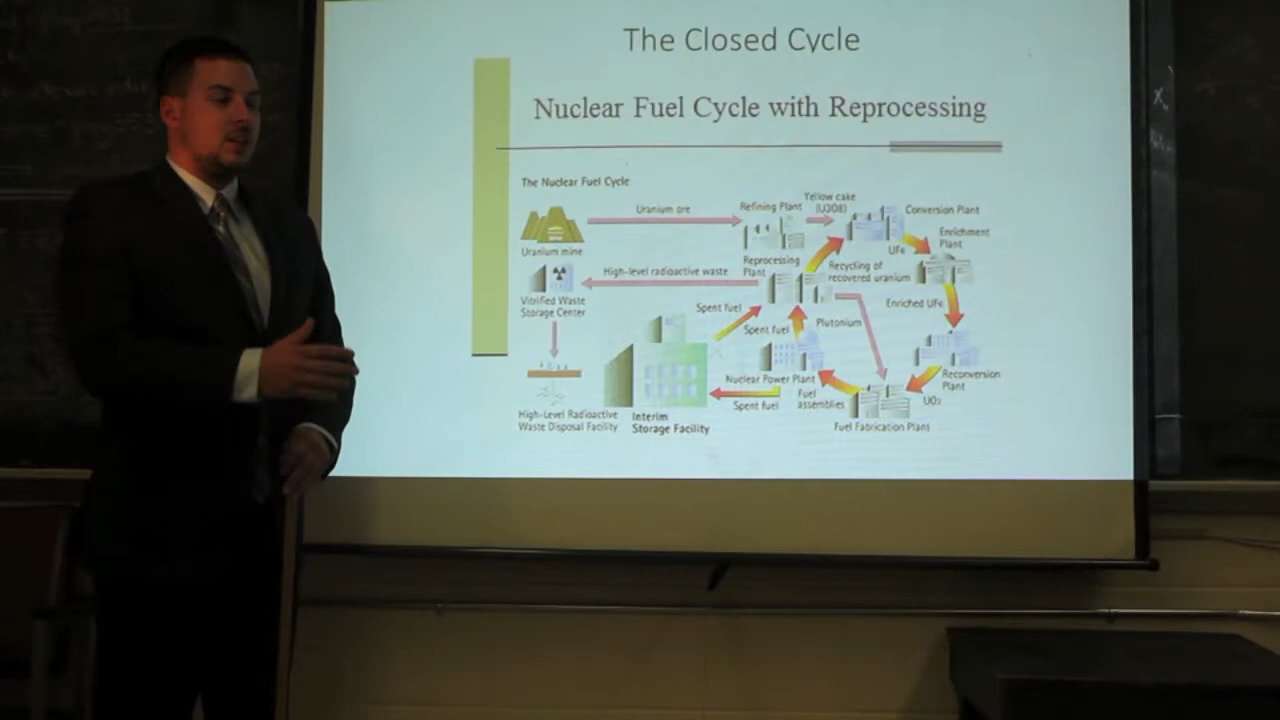 The Closed Cycle
Nuclear Fuel Cycle with Reprocessing
The Nuclear Fuel Cycle
Uranium ore
Refining Plant
Yellow cake
(U3O8)
Conversion Plant
Uranium mine
UF6
Enrichment
Plant
High-level radioactive waste
Reprocessing
Plant
Recycling of
recovered uranium
Vitrified Waste
Storage Center
Spent fuel
Spent fuel
Plutonium
Enriched UF6
Nuclear Power Plant
Reconversion
Plant
Spent fuel
Fuel
assemblies
UO2
High-Level Radioactive
Waste Disposal Facility
Interim
Storage Facility
Fuel Fabrication Plans